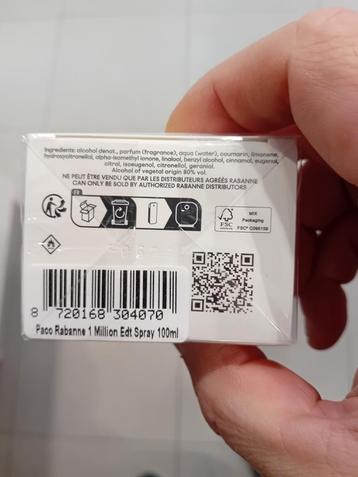 Ingredients: alcohol denat., parfum (fragrance), aqua (water), coumarin, limonene,
hydroxycitronellal, alpha-isomethyl ionone, linalool, benzyl alcohol, cinnamal, eugenol,
citral, isoeugenol, citronellol, geraniol.
Alcohol of vegetal origin 80% vol.
NE PEUT ÊTRE VENDU QUE PAR LES DISTRIBUTEURS AGRÉÉS RABANNE
CAN ONLY BE SOLD BY AUTHORIZED RABANNE DISTRIBUTORS
FR
FSC
MIX
Packaging
8 720168 304070
Paco Rabanne 1 Million Edt Spray 100ml